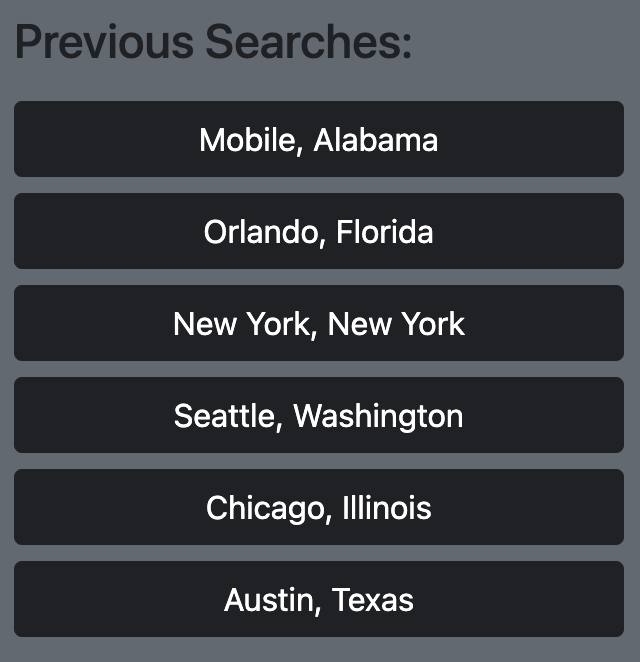 Previous Searches:
Mobile, Alabama
Orlando, Florida
New York, New York
Seattle, Washington
Chicago, Illinois
Austin, Texas